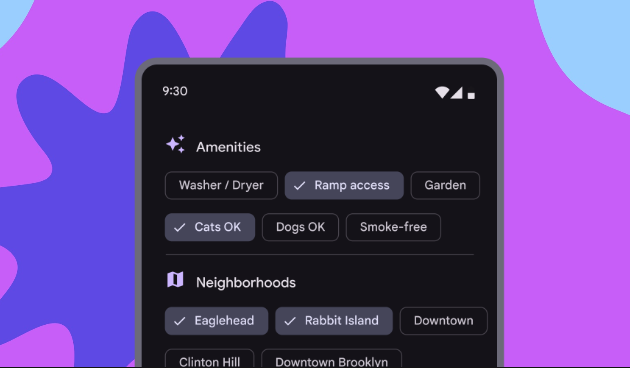 9:30
Amenities
Washer / Dryer Ramp access Garden
Cats OK Dogs OK Smoke-free
Neighborhoods
Eaglehead Rabbit Island Downtown
Clinton Hill Downtown Brooklyn